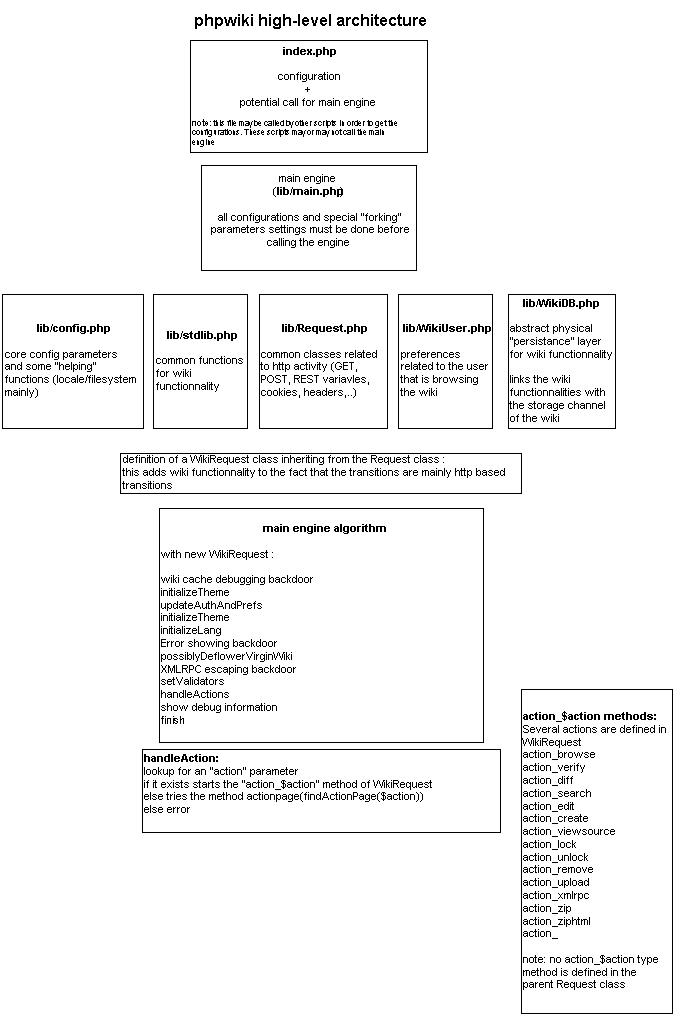 phpwiki high-level architecture
index.php
configuration
+
potential call for main engine
note: this file may be called by other scripts in order to get the
configurations. These scripts may or may not call the main
engine
main engine
(lib/main.php)
all configurations and special "forking"
parameters settings must be done before
calling the engine
lib/config.php
core config parameters
and some "helping"
functions (locale/filesystem
mainly)
lib/stdlib.php
common functions
for wiki
functionnality
lib/Request.php
common classes related
to http activity (GET,
POST, REST variavles,
cookies, headers,..)
lib/WikiUser.php
preferences
related to the user
that is browsing
the wiki
lib/WikiDB.php
abstract physical
"persistance" layer
for wiki functionnality
links the wiki
functionnalities with
the storage channel
of the wiki
definition of a WikiRequest class inheriting from the Request class :
this adds wiki functionnality to the fact that the transitions are mainly http based
transitions
main engine algorithm
with new WikiRequest :
wiki cache debugging backdoor
initializeTheme
updateAuthAndPrefs
initializeTheme
initializeLang
Error showing backdoor
possiblyDeflowerVirginWiki
XMLRPC escaping backdoor
setValidators
handleActions
show debug information
finish
handleAction:
lookup for an "action" parameter
if it exists starts the "action_$action" method of WikiRequest
else tries the method actionpage(findActionPage($action))
else error
action_$action methods:
Several actions are defined in
WikiRequest
action_browse
action_verify
action_diff
action_search
action_edit
action_create
action_viewsource
action_lock
action_unlock
action_remove
action_upload
action_xmlrpc
action_zip
action_ziphtml
action_
note: no action_$action type
method is defined in the
parent Request class